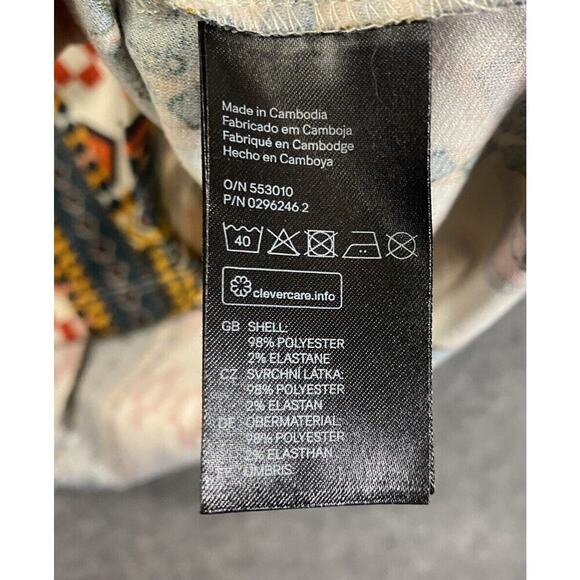 Made in Cambodia
Fabricado em Camboja
Fabriqué en Cambodge
Hecho en Camboya
O/N 553010
P/N 0296246 2
40
clevercare.info
GB SHELL:
98% POLYESTER
2% ELASTANE
CZ SVRCHNÍ LÁTKA:
98% POLYESTER
2% ELASTAN
DE OBERMATERIAL:
98% POLYESTER
2% ELASTHAN
ÜMBRIS: